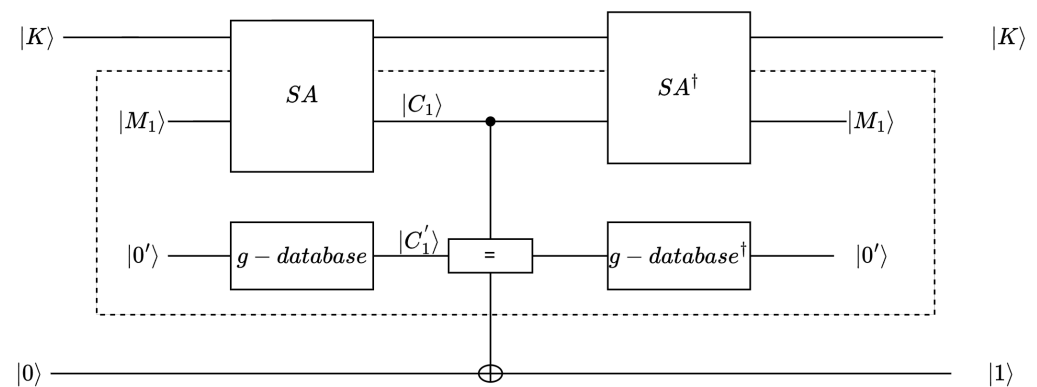 |K⟩ SA SA† |K⟩
|M₁⟩ |C₁⟩ |M₁⟩
|0′⟩ g − database |C₁′⟩ = g − database† |0′⟩
|0⟩ |1⟩